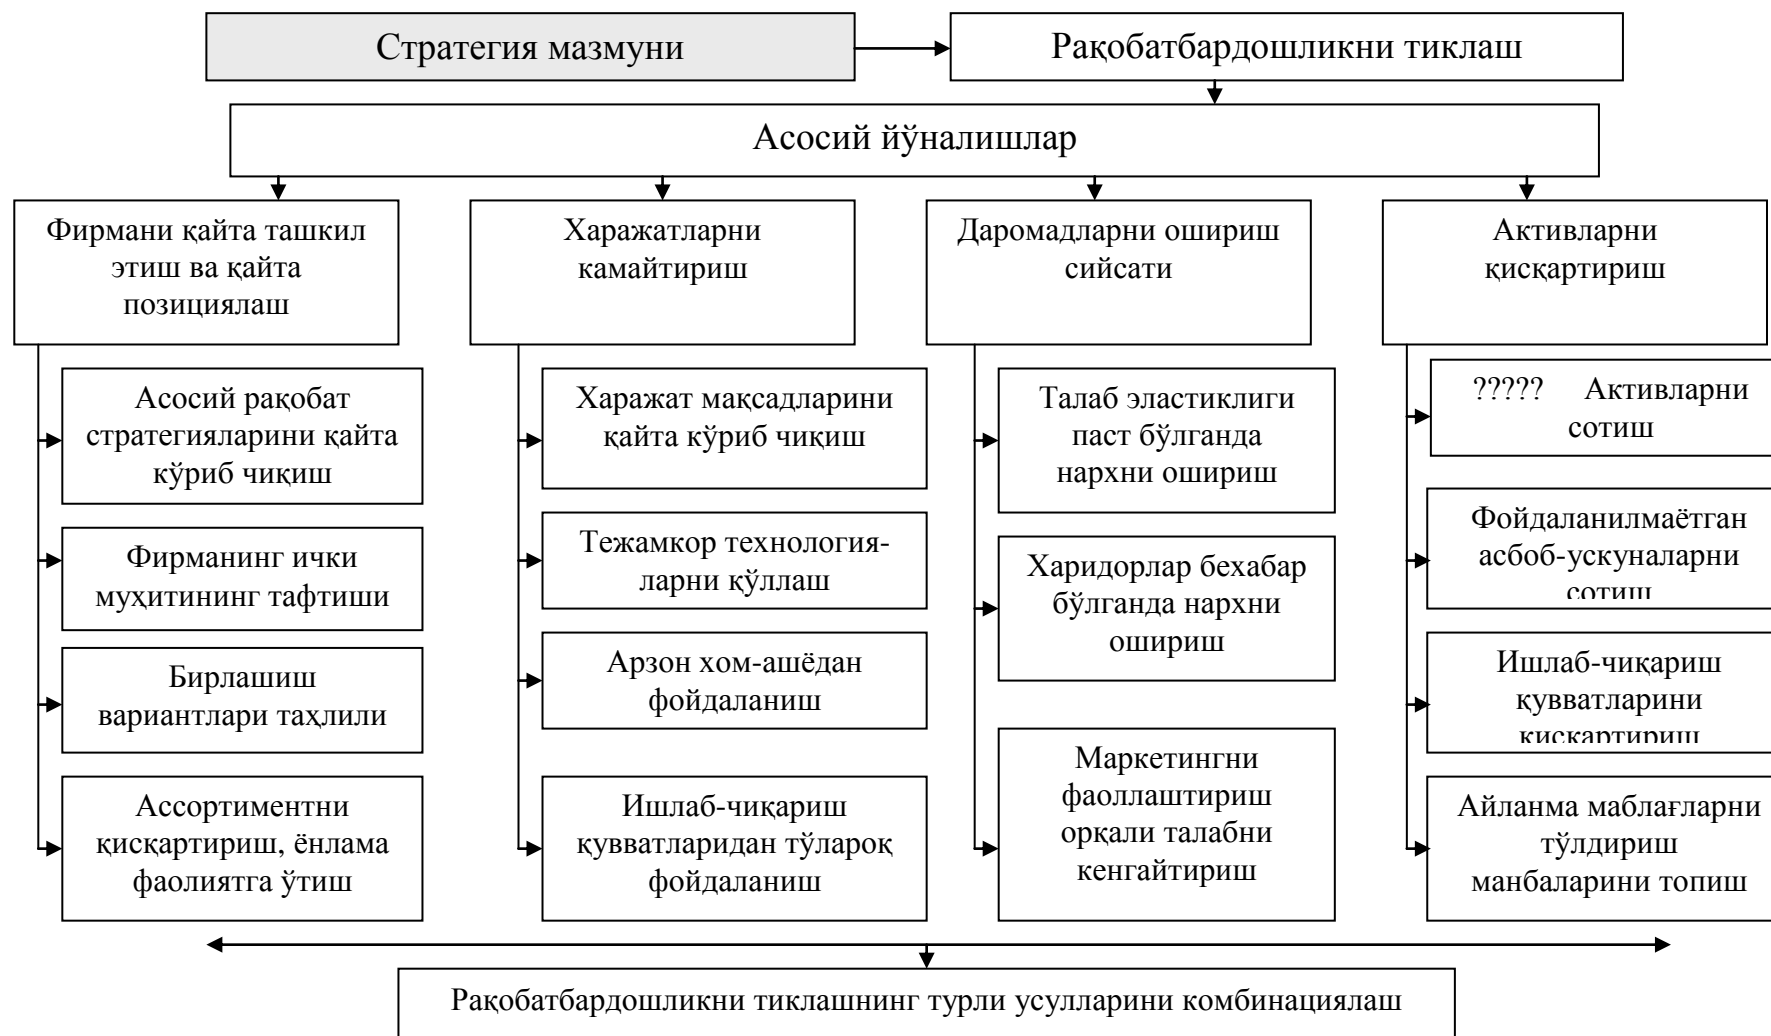 Стратегия мазмуни
Рақобатбардошликни тиклаш
Асосий йўналишлар
Фирмани қайта ташкил
этиш ва қайта
позициялаш
Харажатларни
камайтириш
Даромадларни ошириш
сийсати
Активларни
қисқартириш
Асосий рақобат
стратегияларини қайта
кўриб чиқиш
Фирманинг ички
муҳитининг тафтиши
Бирлашиш
вариантлари таҳлили
Ассортиментни
қисқартириш, ёнлама
фаолиятга ўтиш
Харажат мақсадларини
қайта кўриб чиқиш
Тежамкор технология-
ларни қўллаш
Арзон хом-ашёдан
фойдаланиш
Ишлаб-чиқариш
қувватларидан тўлароқ
фойдаланиш
Талаб эластиклиги
паст бўлганда
нархни ошириш
Харидорлар бехабар
бўлганда нархни
ошириш
Маркетингни
фаоллаштириш
орқали талабни
кенгайтириш
????? Активларни
сотиш
Фойдаланилмаётган
асбоб-ускуналарни
сотиш
Ишлаб-чиқариш
қувватларини
қисқартириш
Айланма маблағларни
тўлдириш
манбаларини топиш
Рақобатбардошликни тиклашнинг турли усулларини комбинациялаш